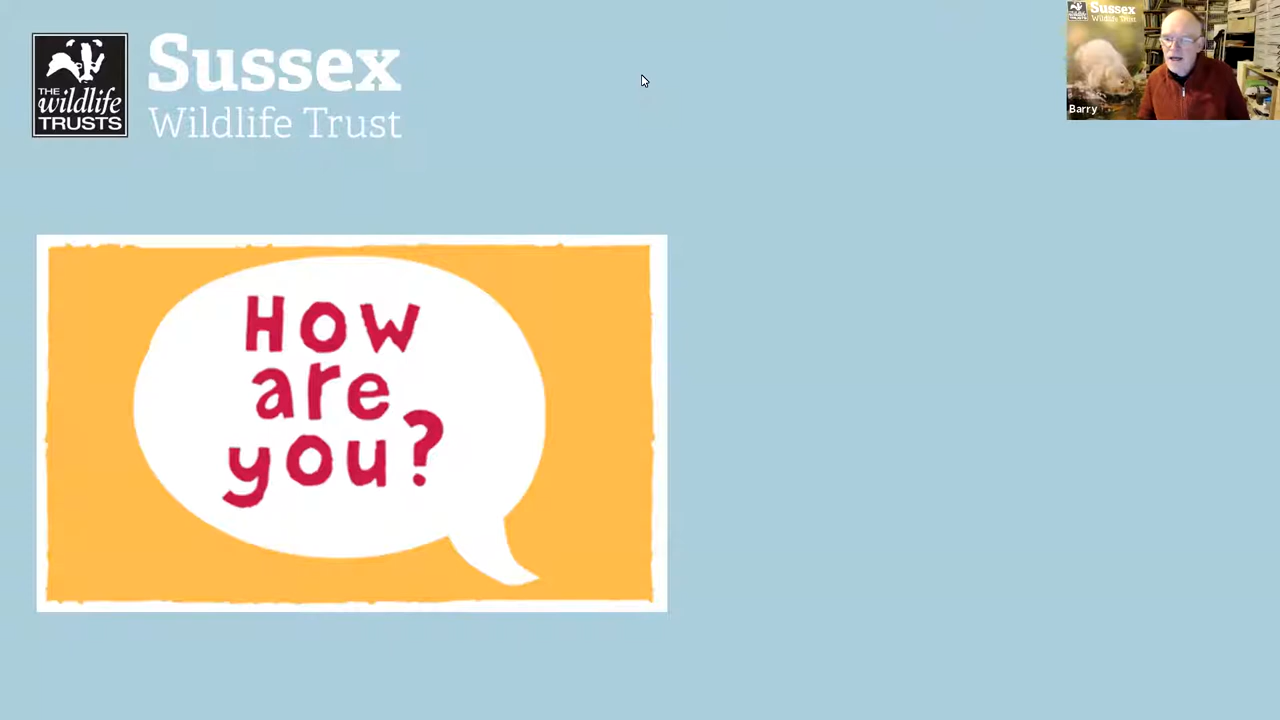 THE
wildlife
TRUSTS
Sussex
Wildlife Trust
Sussex
Wildlife Trust
Barry
How
are
you?